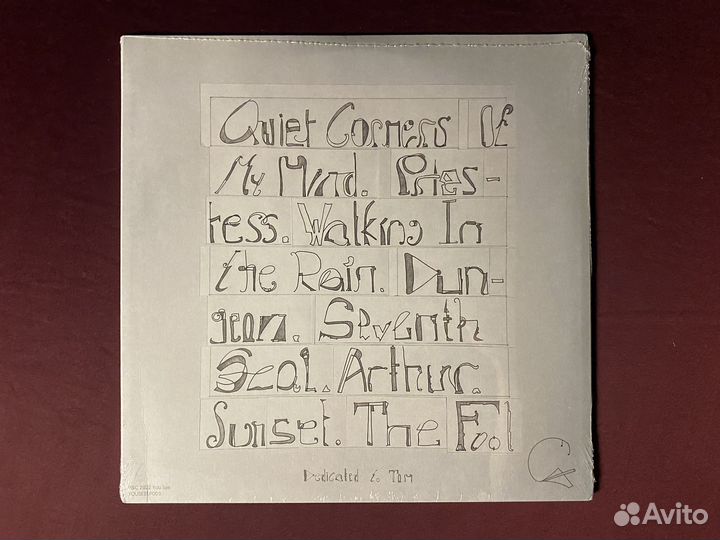 Quiet Corners Of
My Mind. Pries-
tess. Walking In
the Rain. Dun-
geon. Seventh
Seal. Arthur.
Sunset. The Fool
Dedicated to Tom
Avito